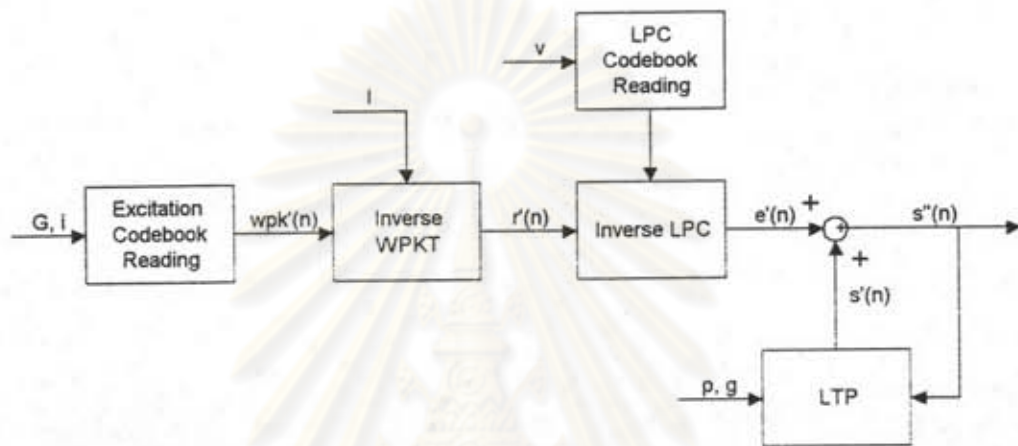 LPC
Codebook
Reading
v
l
G, i
Excitation
Codebook
Reading
wpk'(n)
Inverse
WPKT
r'(n)
Inverse LPC
e'(n)
+
s''(n)
+
s'(n)
p, g
LTP